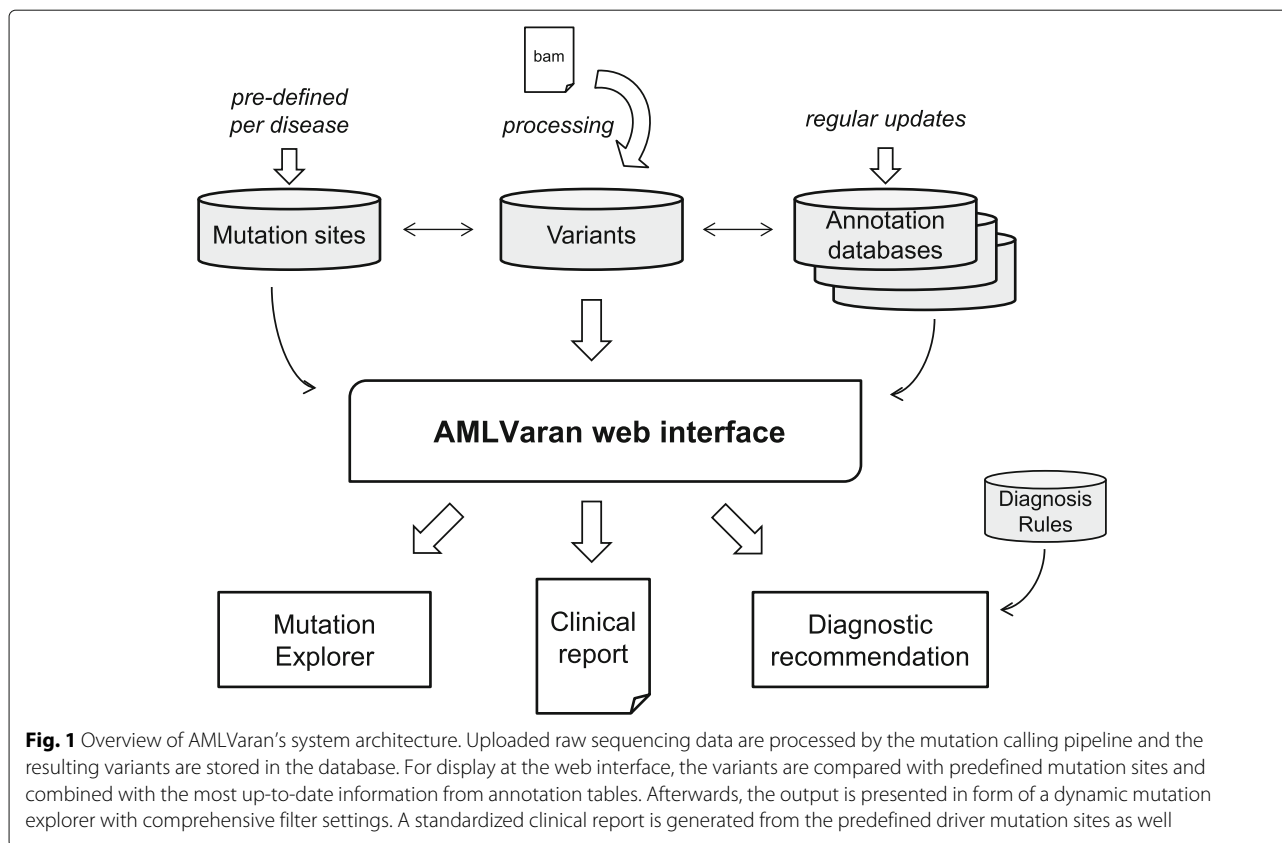 bam
pre-defined
per disease
processing
regular updates
Mutation sites
Variants
Annotation
databases
AMLVaran web interface
Diagnosis
Rules
Mutation
Explorer
Clinical
report
Diagnostic
recommendation
Fig. 1 Overview of AMLVaran's system architecture. Uploaded raw sequencing data are processed by the mutation calling pipeline and the
resulting variants are stored in the database. For display at the web interface, the variants are compared with predefined mutation sites and
combined with the most up-to-date information from annotation tables. Afterwards, the output is presented in form of a dynamic mutation
explorer with comprehensive filter settings. A standardized clinical report is generated from the predefined driver mutation sites as well